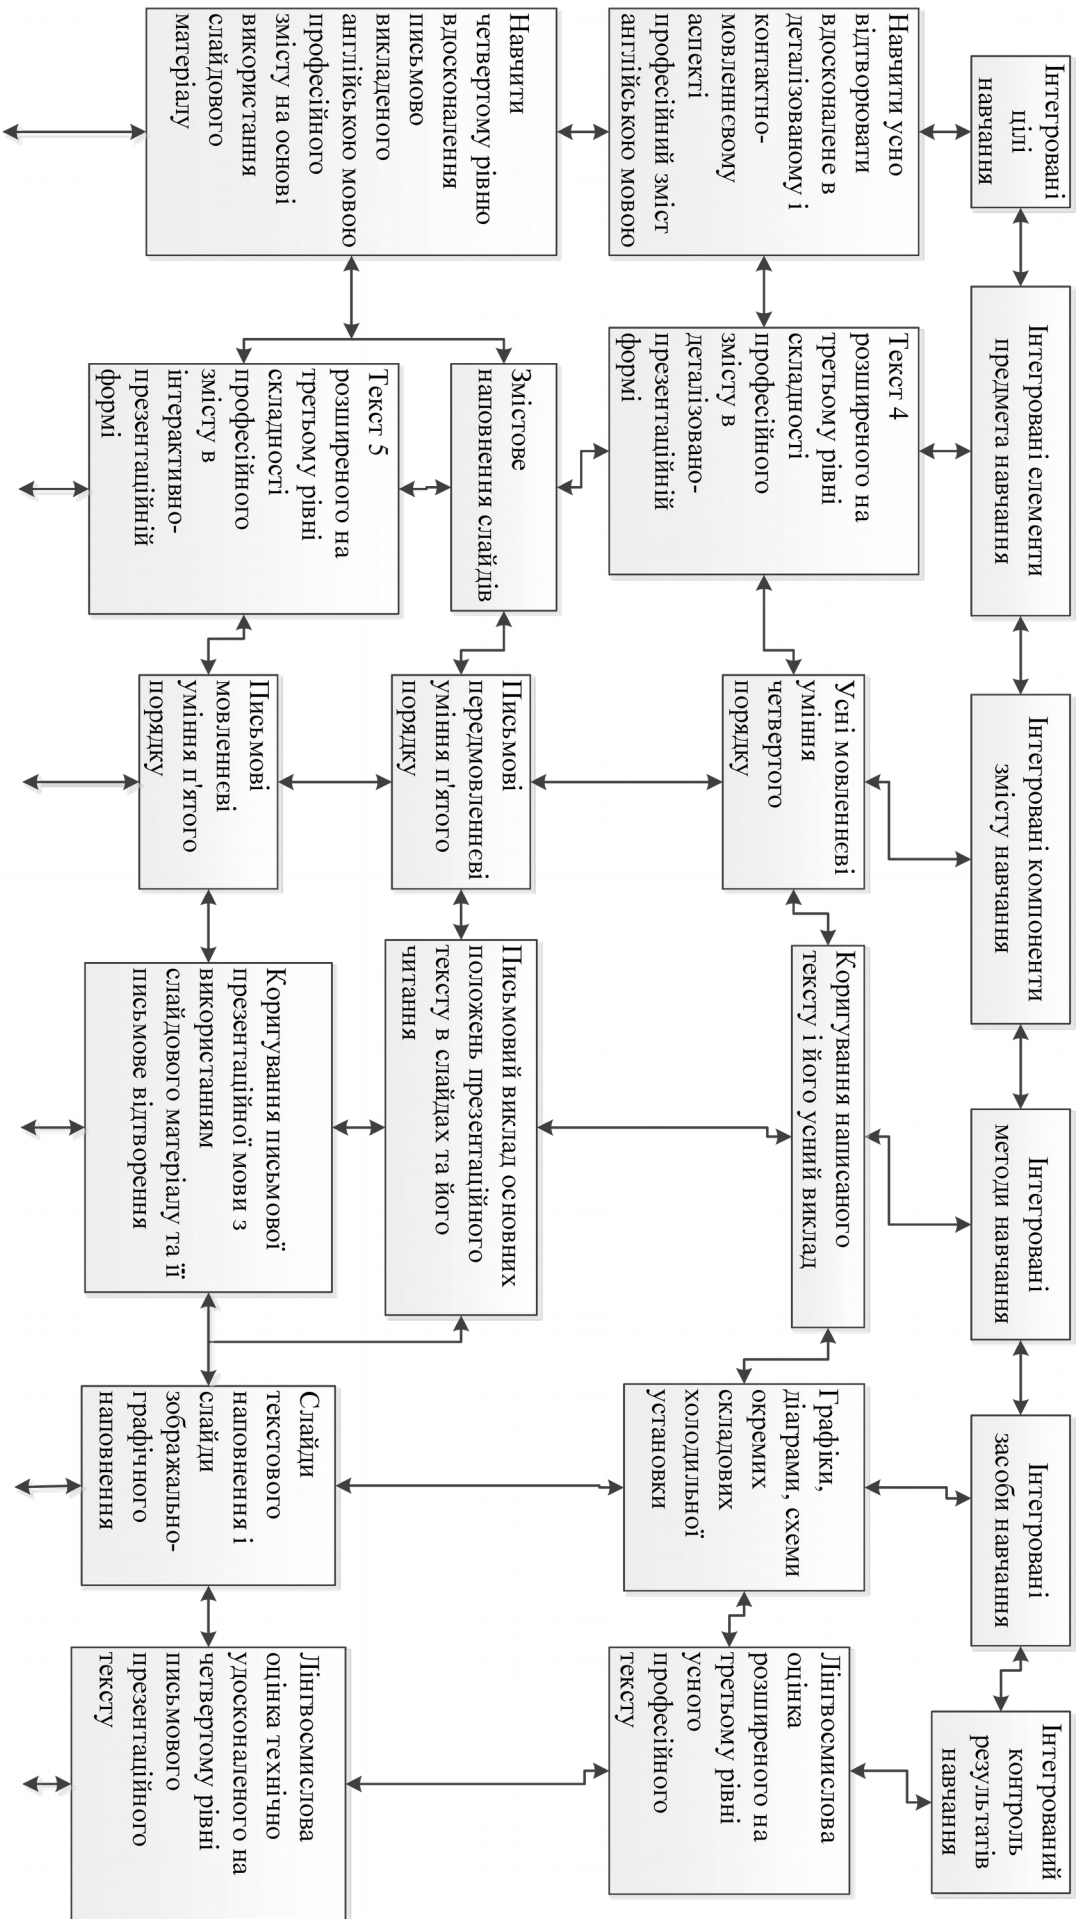 Інтегровані
цілі
навчання
Інтегровані елементи
предмета навчання
Інтегровані компоненти
змісту навчання
Інтегровані
методи навчання
Інтегровані
засоби навчання
Інтегрований
контроль
результатів
навчання
Навчити усно
відтворювати
вдосконалене в
деталізованому і
контактно-
мовленнєвому
аспекті
професійний зміст
англійською мовою
Текст 4
розширеного на
третьому рівні
складності
професійного
змісту в
деталізовано-
презентаційній
формі
Усні мовленнєві
уміння
четвертого
порядку
Коригування написаного
тексту і його усний виклад
Графіки,
діаграми, схеми
окремих
складових
холодильної
установки
Лінгвосмислова
оцінка
розширеного на
третьому рівні
усного
професійного
тексту
Навчити
четвертому рівню
вдосконалення
письмово
викладеного
англійською мовою
професійного
змісту на основі
використання
слайдового
матеріалу
Змістове
наповнення слайдів
Письмові
передмовленнєві
уміння п'ятого
порядку
Письмовий виклад основних
положень презентаційного
тексту в слайдах та його
читання
Текст 5
розширеного на
третьому рівні
складності
професійного
змісту в
інтерактивно-
презентаційній
формі
Письмові
мовленнєві
уміння п'ятого
порядку
Коригування письмової
презентаційної мови з
використанням
слайдового матеріалу та її
письмове відтворення
Слайди
текстового
наповнення і
слайди
зображально-
графічного
наповнення
Лінгвосмислова
оцінка технічно
удосконаленого на
четвертому рівні
письмового
презентаційного
тексту